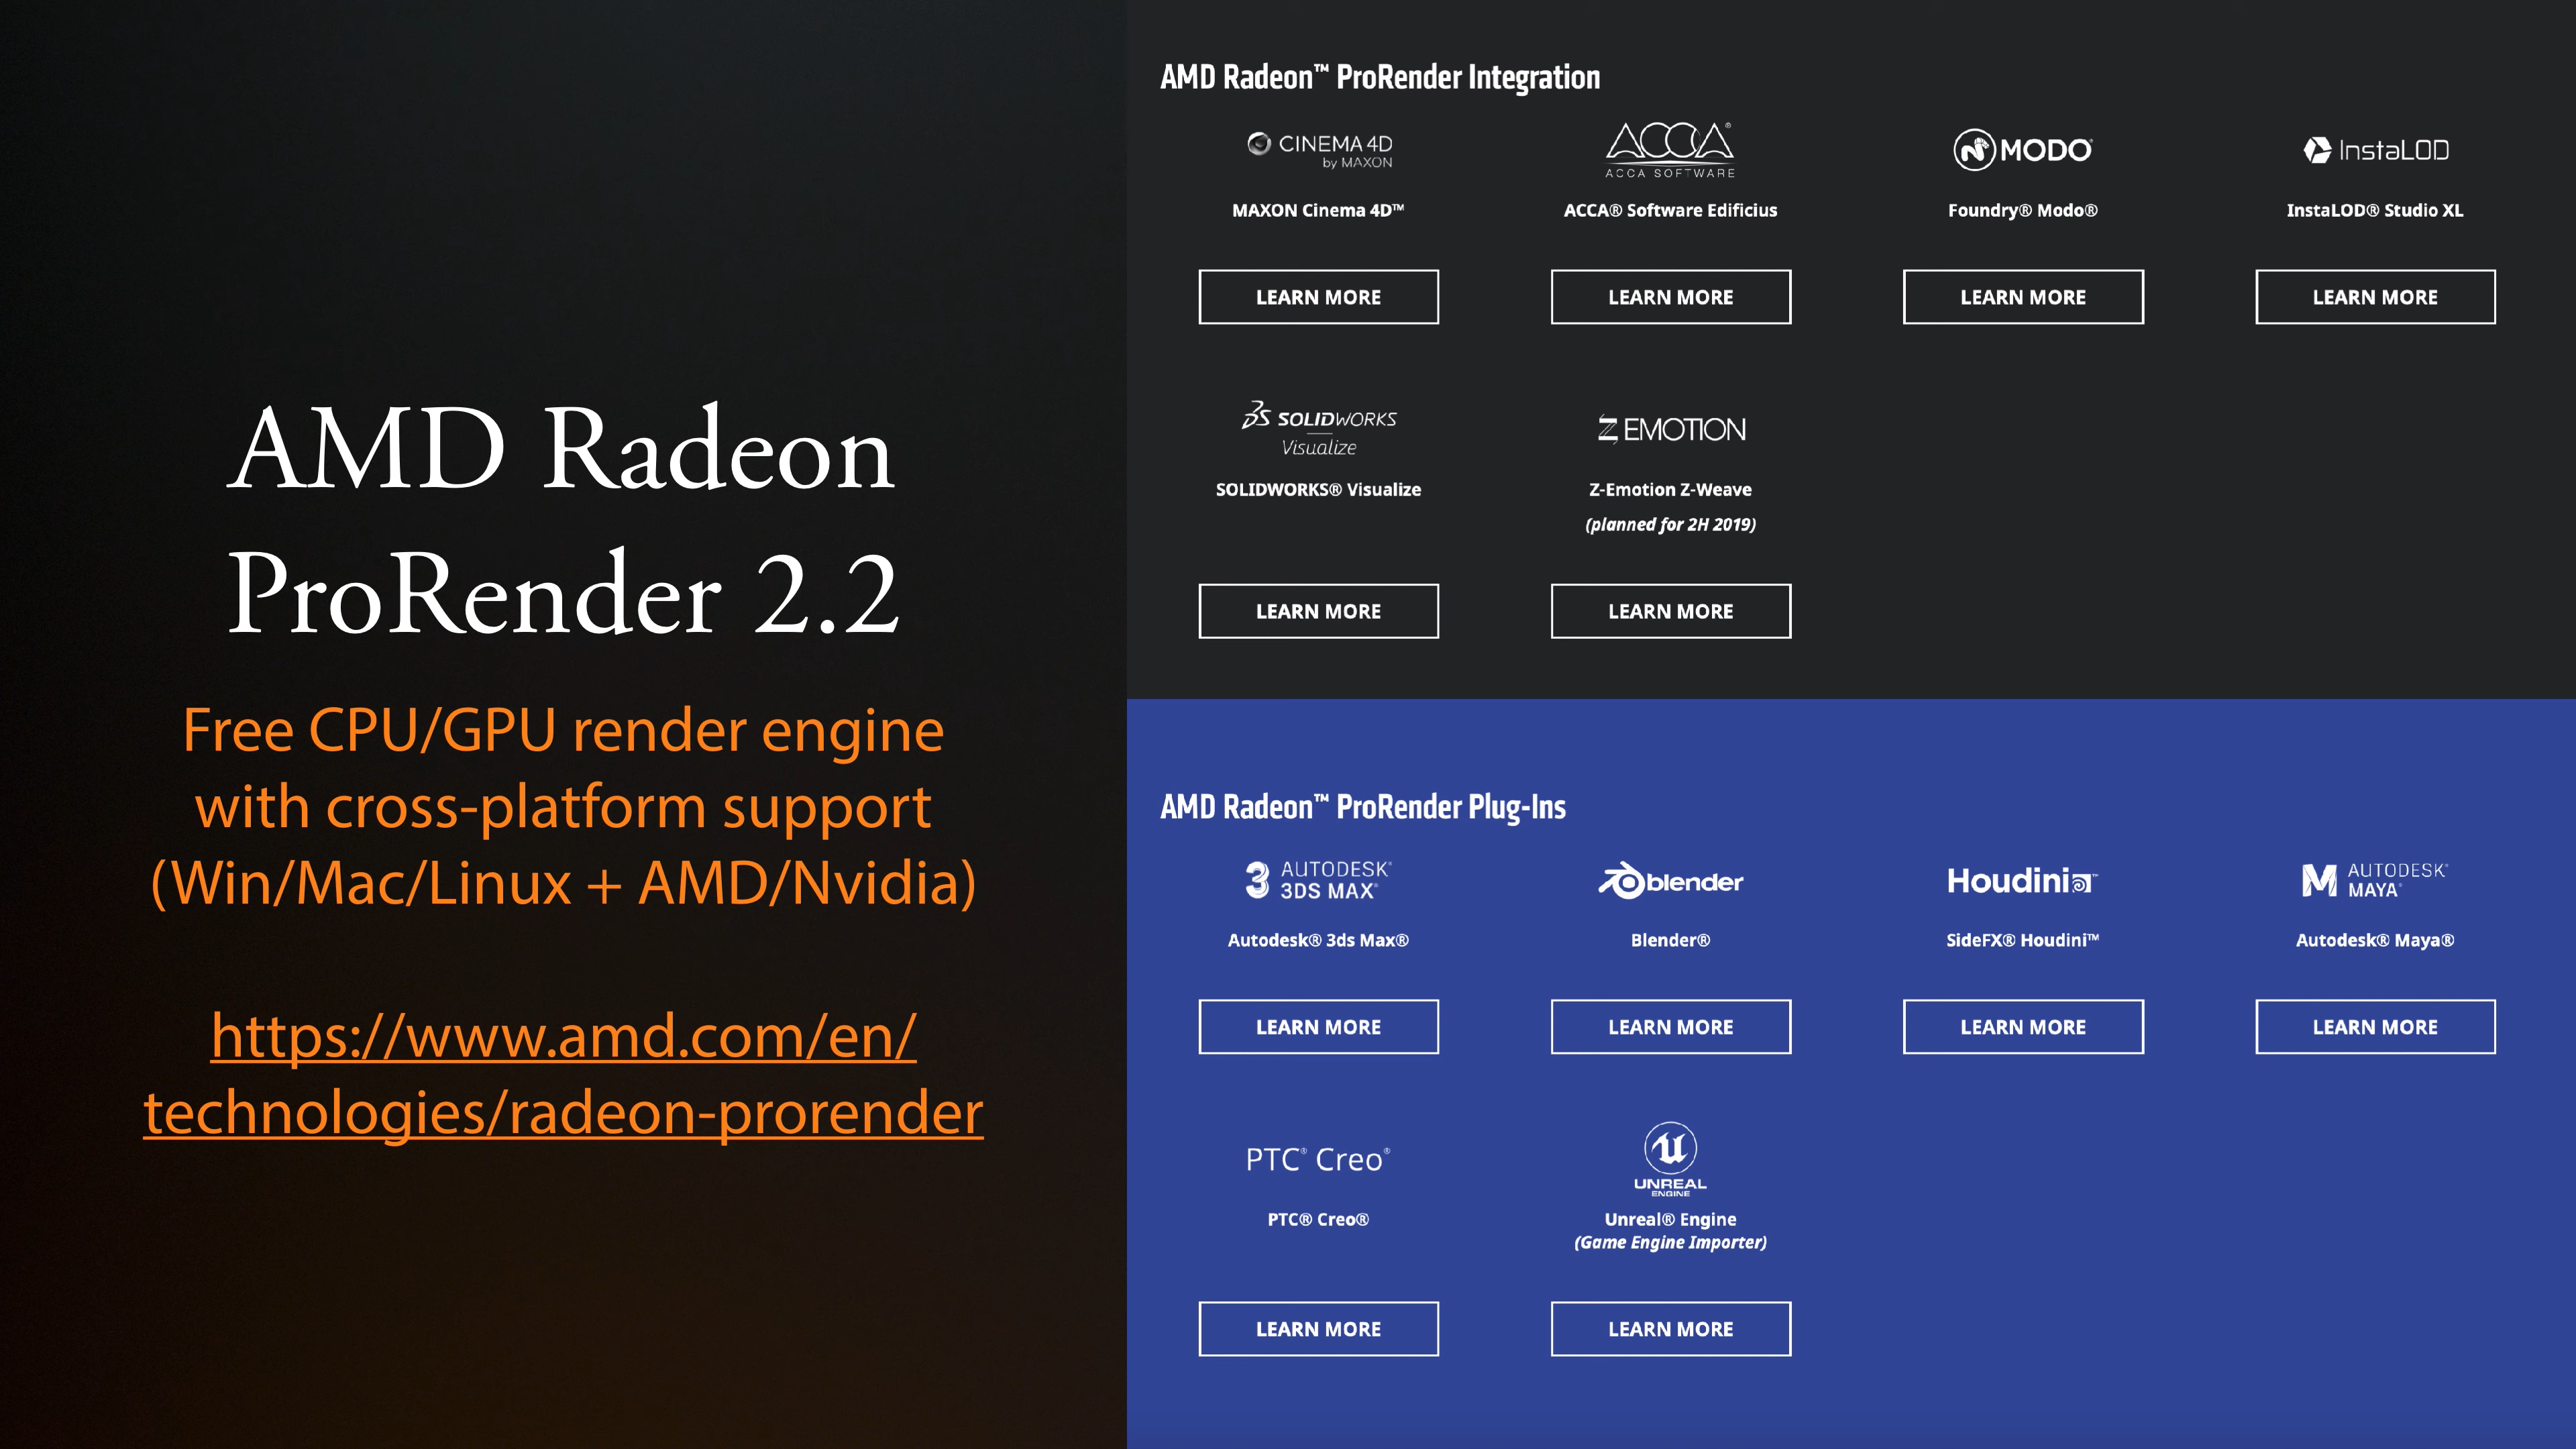 AMD Radeon
ProRender 2.2
Free CPU/GPU render engine
with cross-platform support
(Win/Mac/Linux + AMD/Nvidia)
https://www.amd.com/en/
technologies/radeon-prorender
AMD Radeon™ ProRender Integration
CINEMA 4D
by MAXON
MAXON Cinema 4D™
LEARN MORE
ACCA®
ACCA SOFTWARE
ACCA® Software Edificius
LEARN MORE
MODO®
Foundry® Modo®
LEARN MORE
InstaLOD
InstaLOD® Studio XL
LEARN MORE
SOLIDWORKS
Visualize
SOLIDWORKS® Visualize
LEARN MORE
Z EMOTION
Z-Emotion Z-Weave
(planned for 2H 2019)
LEARN MORE
AMD Radeon™ ProRender Plug-Ins
3 AUTODESK®
3DS MAX®
Autodesk® 3ds Max®
LEARN MORE
blender
Blender®
LEARN MORE
Houdini™
SideFX® Houdini™
LEARN MORE
M AUTODESK®
MAYA®
Autodesk® Maya®
LEARN MORE
PTC® Creo®
PTC® Creo®
LEARN MORE
UNREAL
ENGINE
Unreal® Engine
(Game Engine Importer)
LEARN MORE